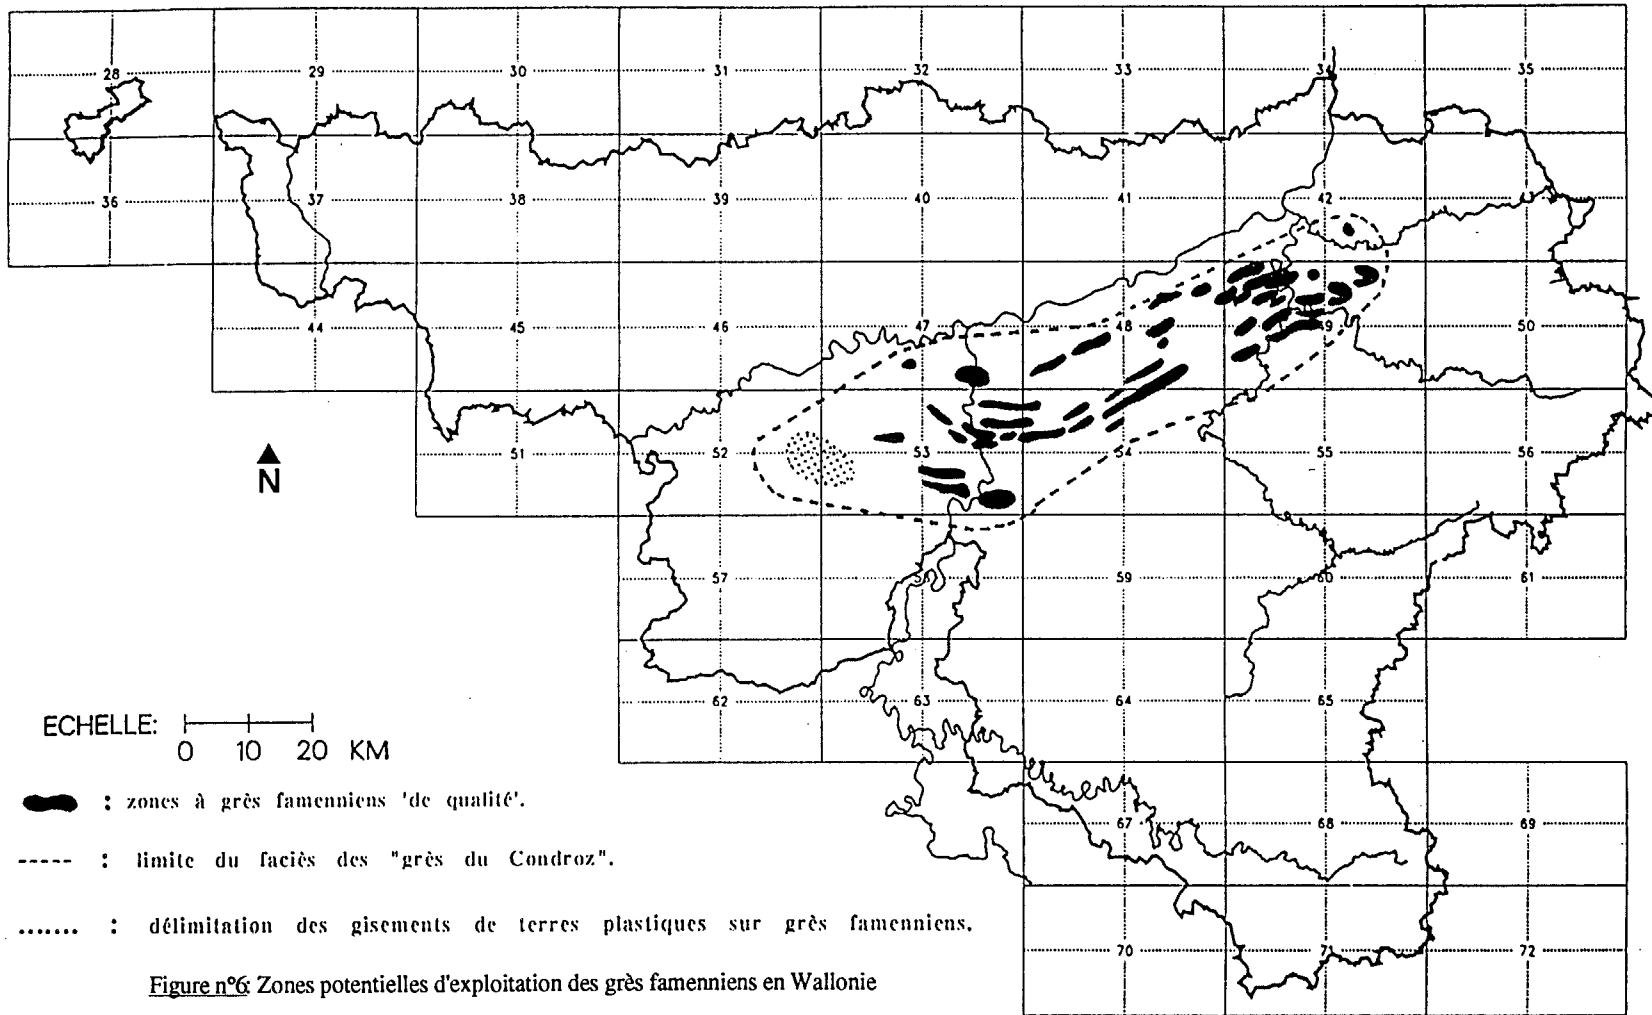 28 29 30 31 32 33 34 35
36 37 38 39 40 41 42 43
44 45 46 47 48 49 50
N
51 52 53 54 55 56
57 58 59 60 61
62 63 64 65
67 68 69
70 71 72
ECHELLE:
0 10 20 KM
: zones à grès famenniens 'de qualité'.
----- : limite du faciès des "grès du Condroz".
....... : délimitation des gisements de terres plastiques sur grès famenniens.
Figure n°6: Zones potentielles d'exploitation des grès famenniens en Wallonie